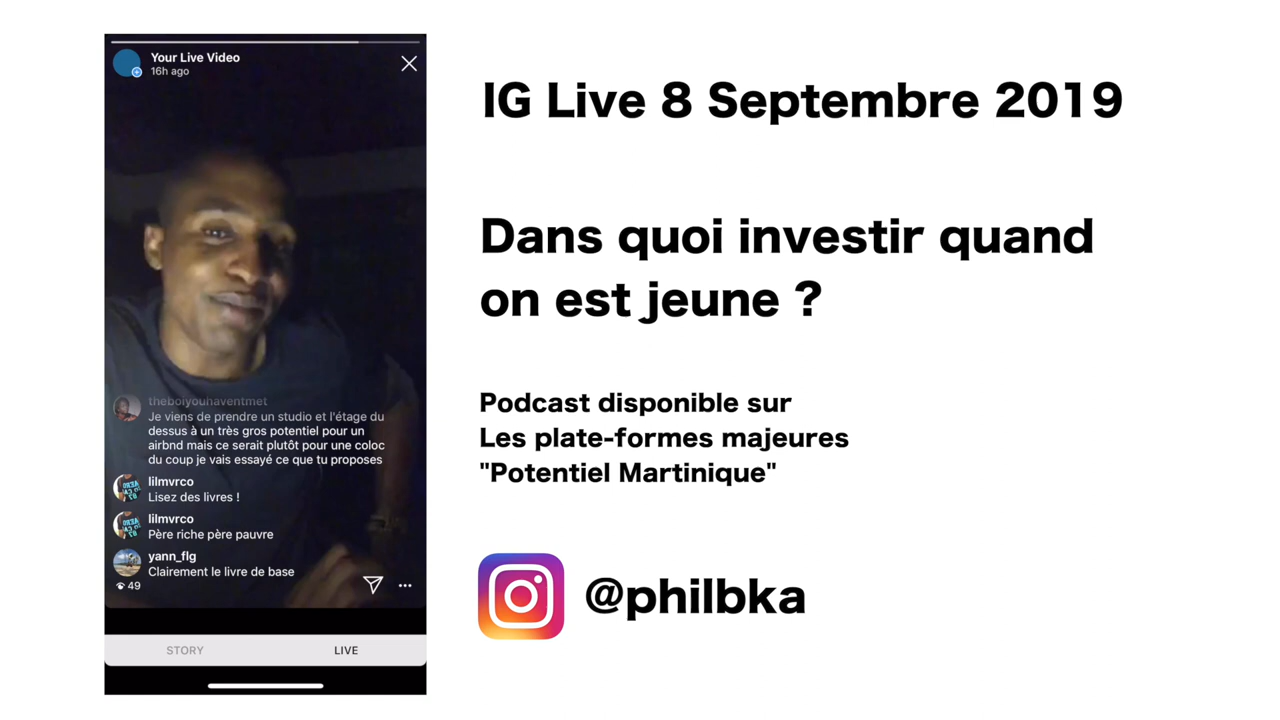 Your Live Video
16h ago
theboiyouhaventmet
Je viens de prendre un studio et l'étage du
dessus à un très gros potentiel pour un
airbnd mais ce serait plutôt pour une coloc
du coup je vais essayé ce que tu proposes
lilmvrco
Lisez des livres !
lilmvrco
Père riche père pauvre
yann_flg
Clairement le livre de base
49
STORY LIVE
IG Live 8 Septembre 2019
Dans quoi investir quand
on est jeune ?
Podcast disponible sur
Les plate-formes majeures
"Potentiel Martinique"
@philbka